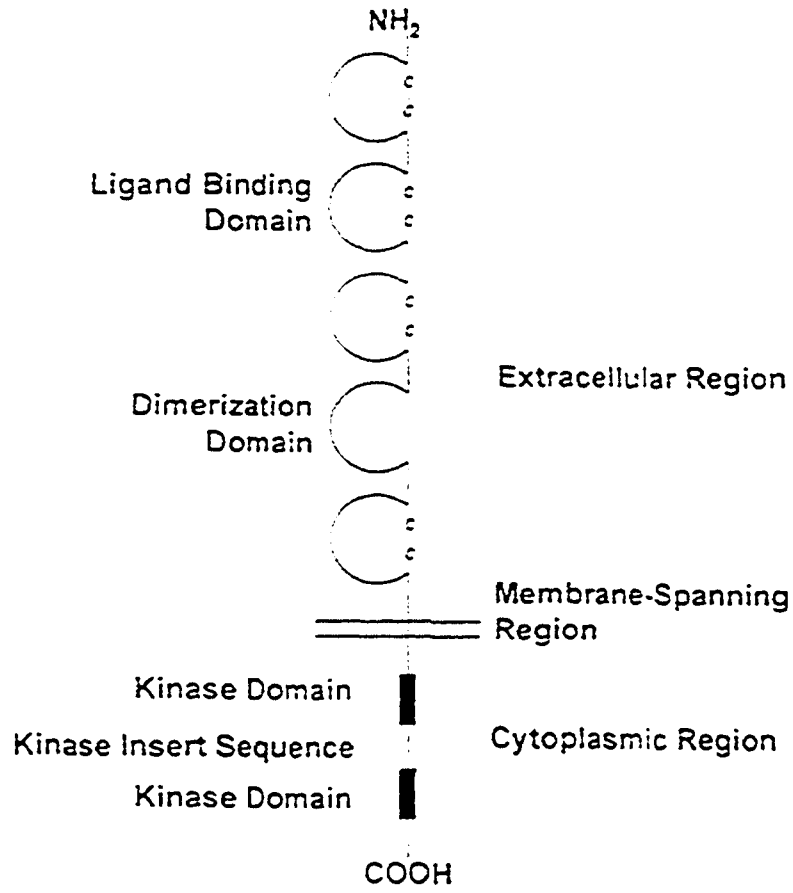 NH2
Ligand Binding
Domain
Extracellular Region
Dimerization
Domain
Membrane-Spanning
Region
Kinase Domain
Kinase Insert Sequence
Cytoplasmic Region
Kinase Domain
COOH